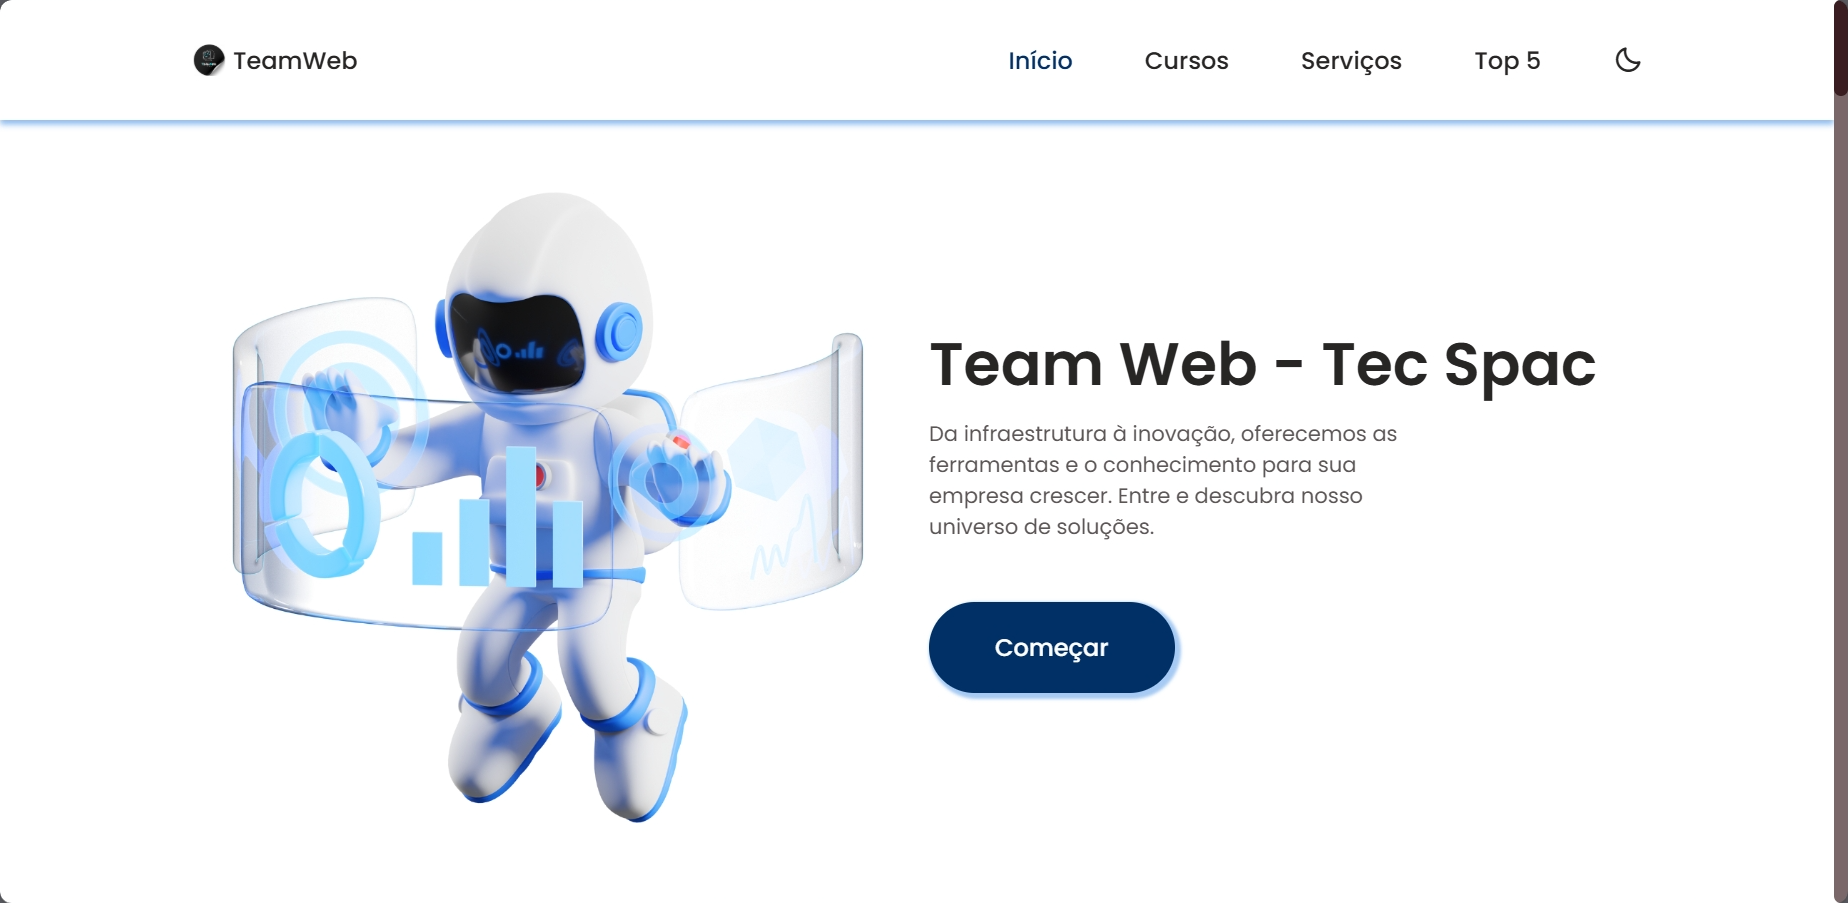 TeamWeb
Início
Cursos
Serviços
Top 5
Team Web - Tec Spac
Da infraestrutura à inovação, oferecemos as
ferramentas e o conhecimento para sua
empresa crescer. Entre e descubra nosso
universo de soluções.
Começar